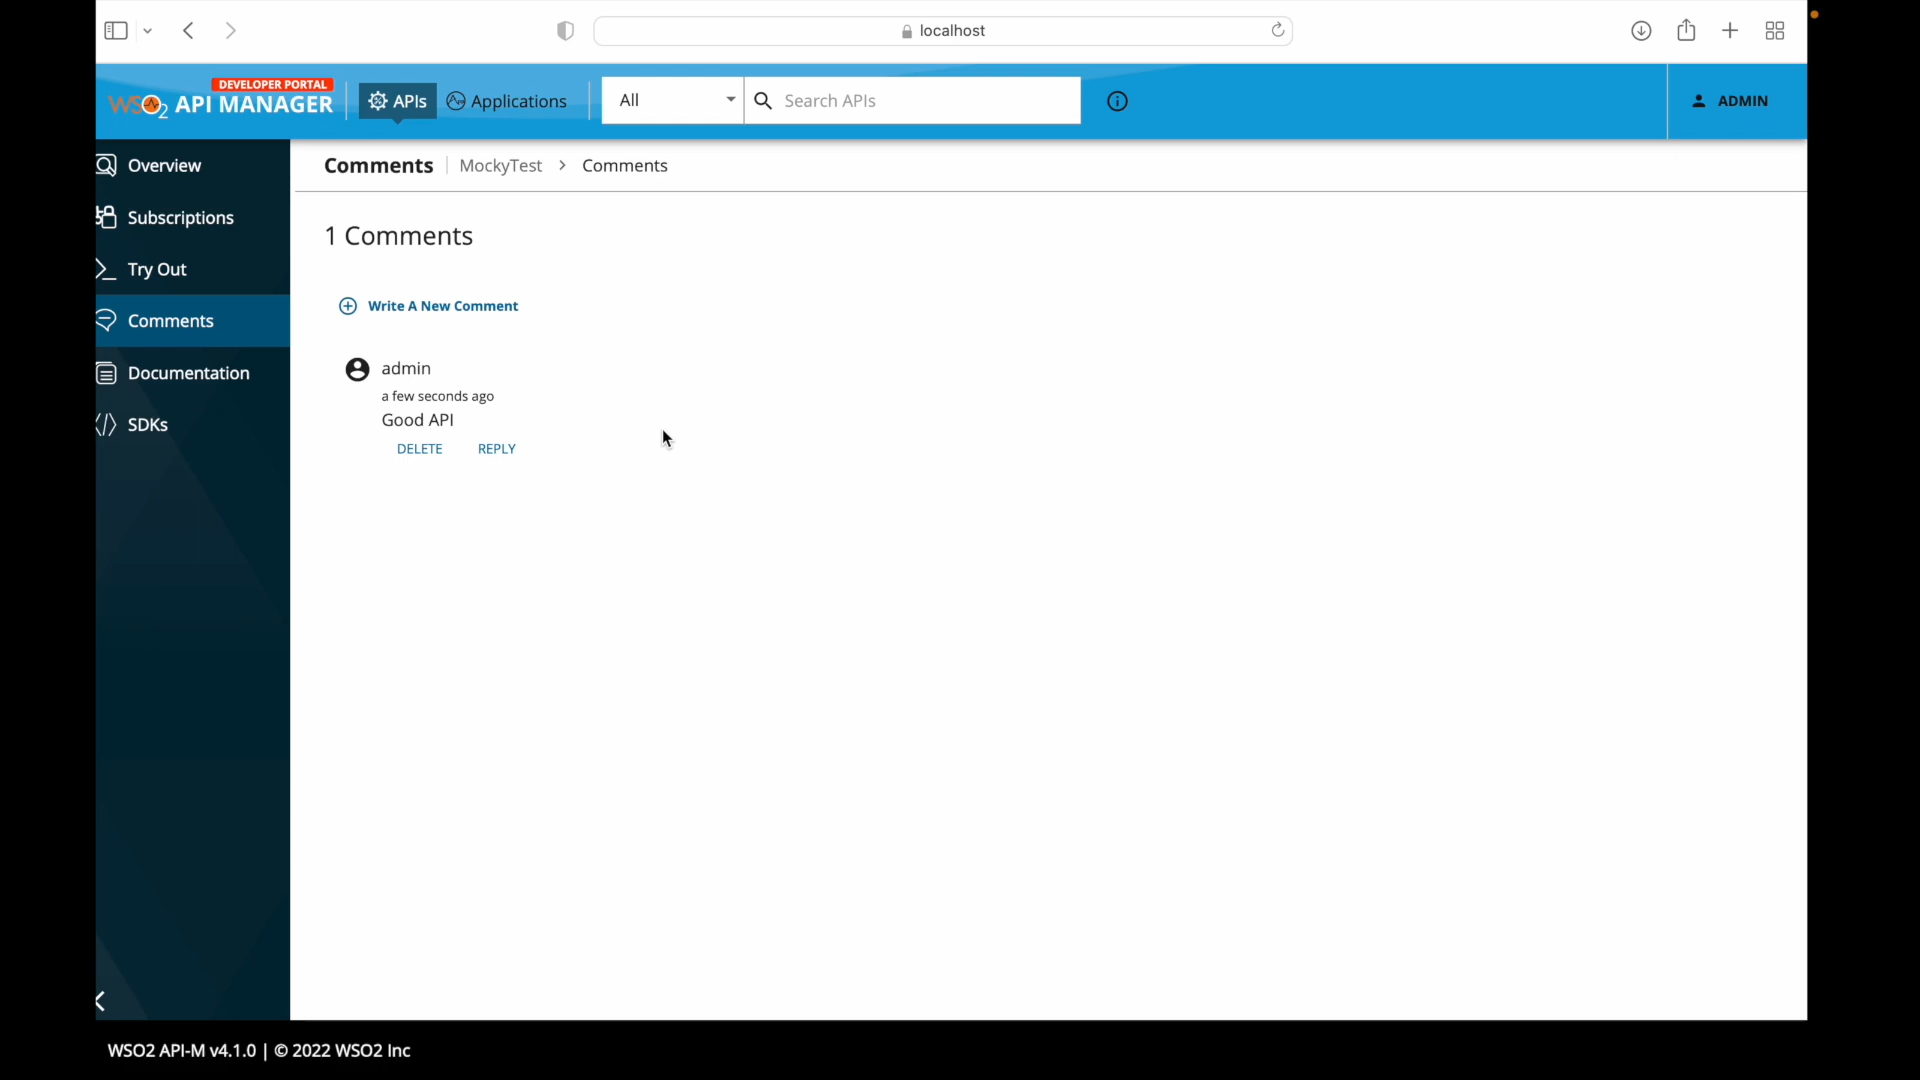 localhost
DEVELOPER PORTAL
WSO2 API MANAGER
APIs
Applications
All
Search APIs
ADMIN
Overview
Subscriptions
Try Out
Comments
Documentation
SDKs
Comments MockyTest > Comments
1 Comments
Write A New Comment
admin
a few seconds ago
Good API
DELETE REPLY
WSO2 API-M v4.1.0 | © 2022 WSO2 Inc